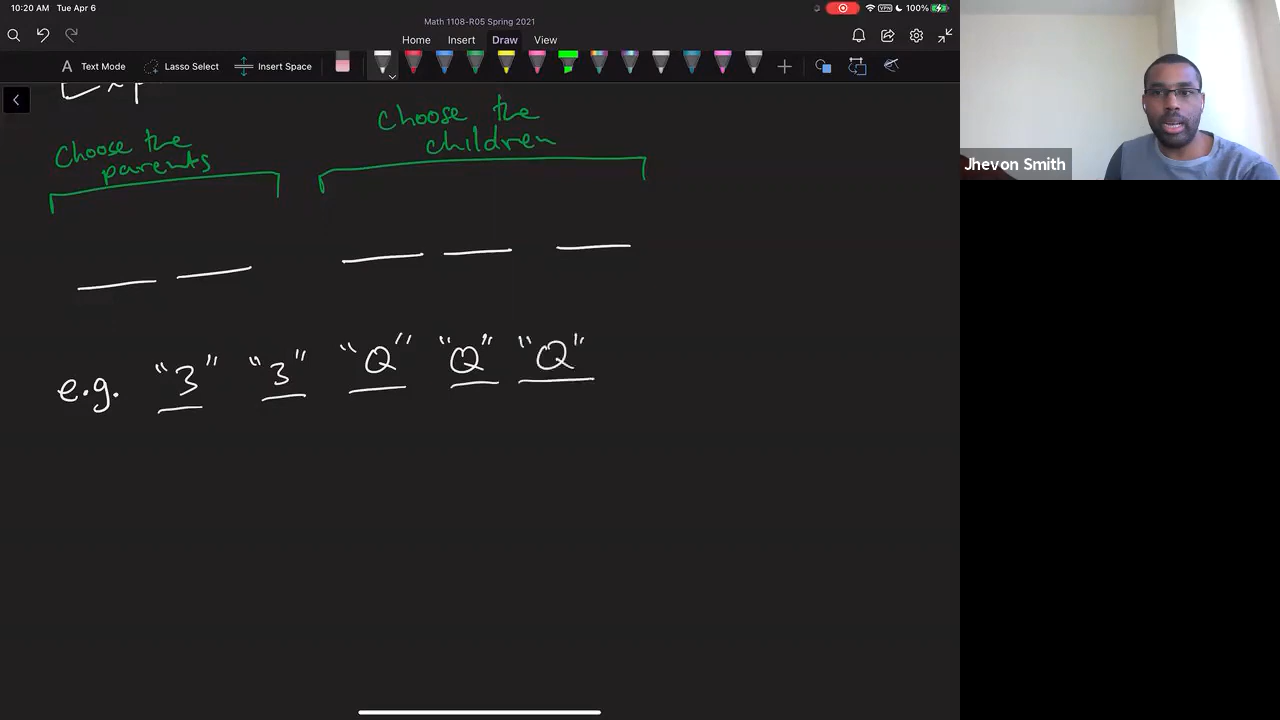 10:20 AM Tue Apr 6
VPN 100%
Math 1108-R05 Spring 2021
Home Insert Draw View
Text Mode Lasso Select Insert Space
Choose the
parents
Choose the
children
e.g. "3" "3" "Q" "Q" "Q"
Jhevon Smith